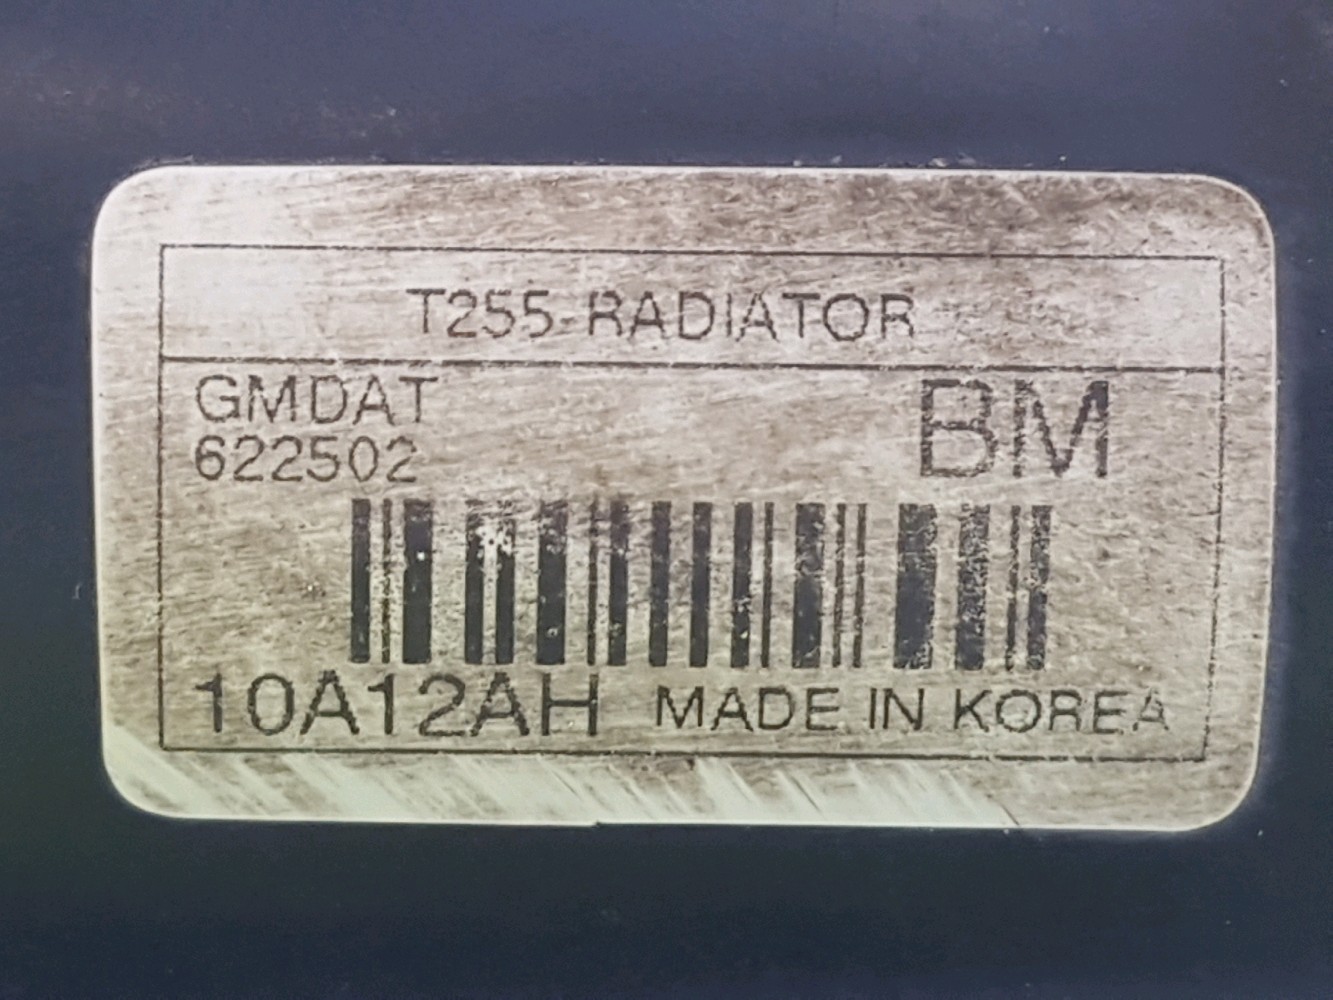 T255-RADIATOR
GMDAT
BM
622502
10A12AH MADE IN KOREA